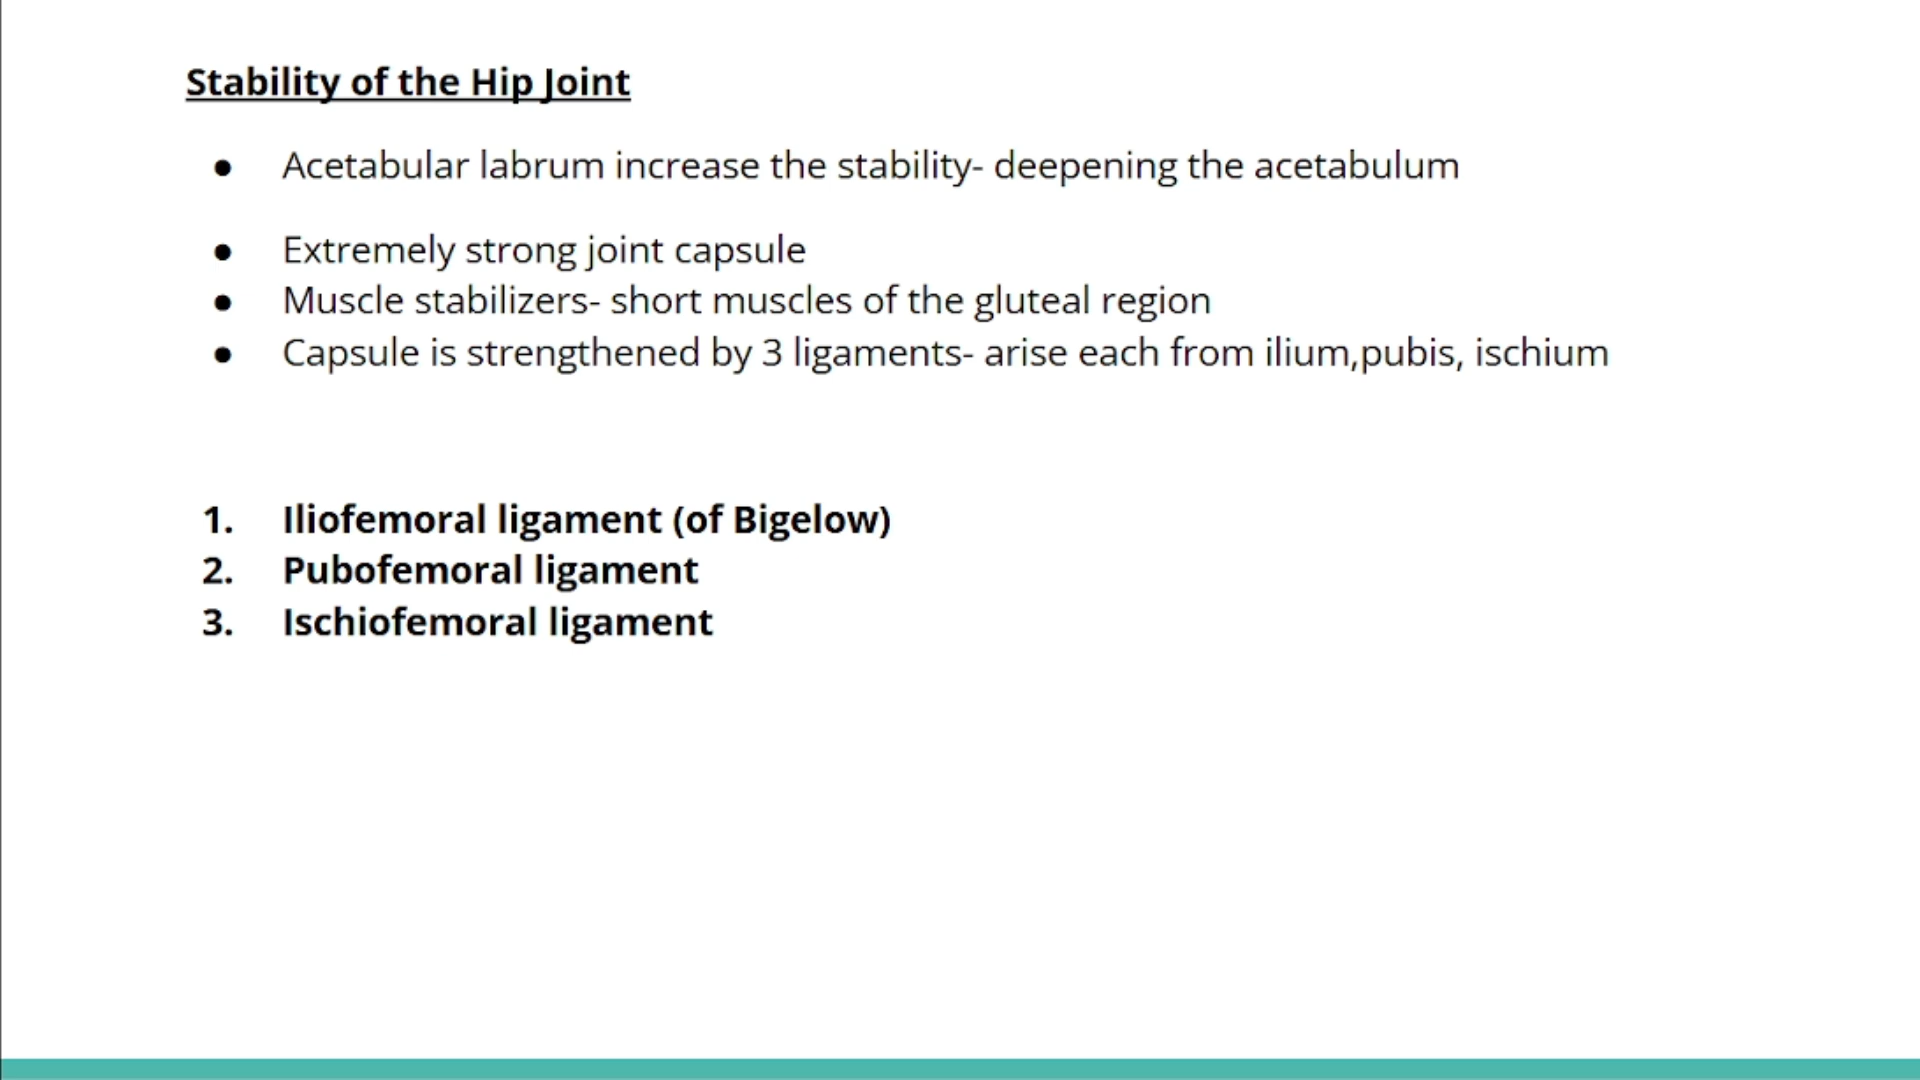 Stability of the Hip Joint
● Acetabular labrum increase the stability- deepening the acetabulum
● Extremely strong joint capsule
● Muscle stabilizers- short muscles of the gluteal region
● Capsule is strengthened by 3 ligaments- arise each from ilium,pubis, ischium
1. Iliofemoral ligament (of Bigelow)
2. Pubofemoral ligament
3. Ischiofemoral ligament